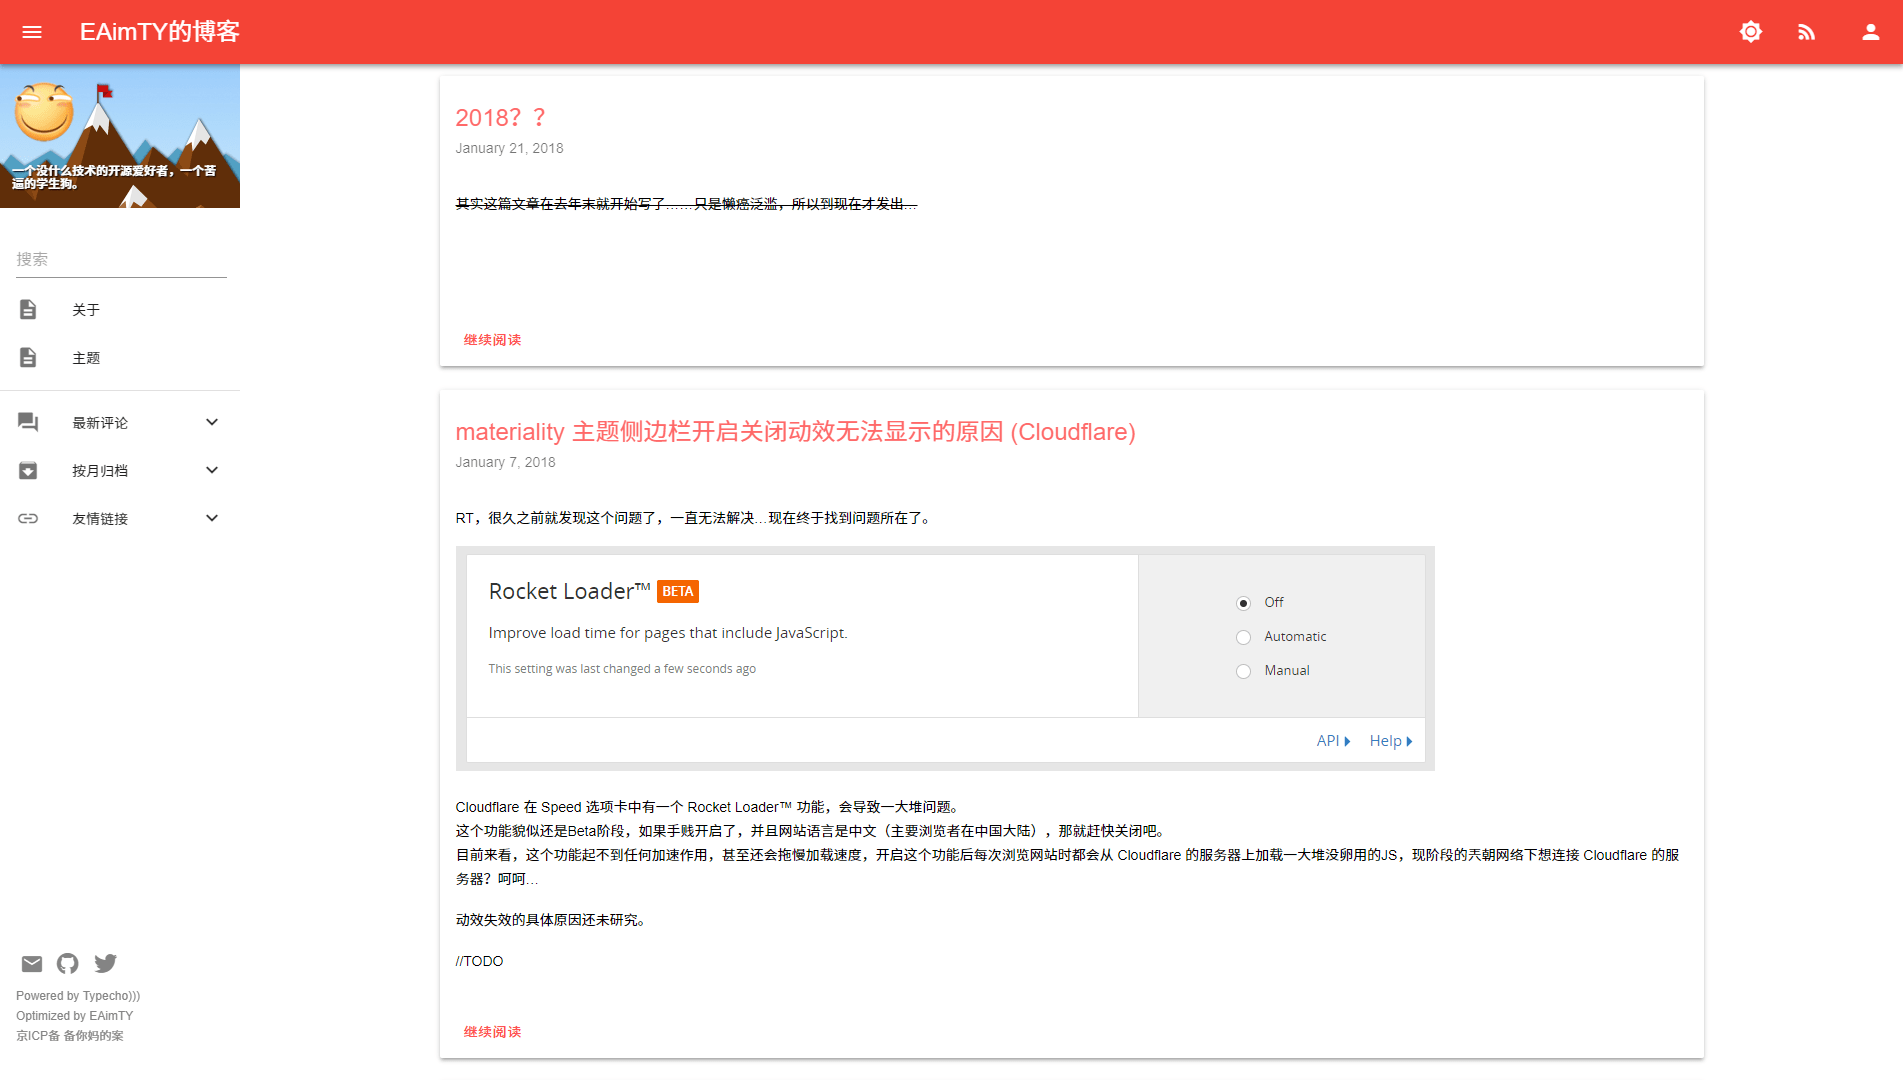 EAimTY的博客
一个没什么技术的开源爱好者，一个苦
逼的学生狗。
搜索
关于
主题
最新评论
按月归档
友情链接
Powered by Typecho)))
Optimized by EAimTY
京ICP备 备你妈的案
2018？？
January 21, 2018
其实这篇文章在去年末就开始写了……只是懒癌泛滥，所以到现在才发出…
继续阅读
materiality 主题侧边栏开启关闭动效无法显示的原因 (Cloudflare)
January 7, 2018
RT，很久之前就发现这个问题了，一直无法解决…现在终于找到问题所在了。
Rocket Loader™ BETA
Improve load time for pages that include JavaScript.
This setting was last changed a few seconds ago
Off
Automatic
Manual
API Help
Cloudflare 在 Speed 选项卡中有一个 Rocket Loader™ 功能，会导致一大堆问题。
这个功能貌似还是Beta阶段，如果手贱开启了，并且网站语言是中文（主要浏览者在中国大陆），那就赶快关闭吧。
目前来看，这个功能起不到任何加速作用，甚至还会拖慢加载速度，开启这个功能后每次浏览网站时都会从 Cloudflare 的服务器上加载一大堆没卵用的JS，现阶段的兲朝网络下想连接 Cloudflare 的服
务器？呵呵…
动效失效的具体原因还未研究。
//TODO
继续阅读